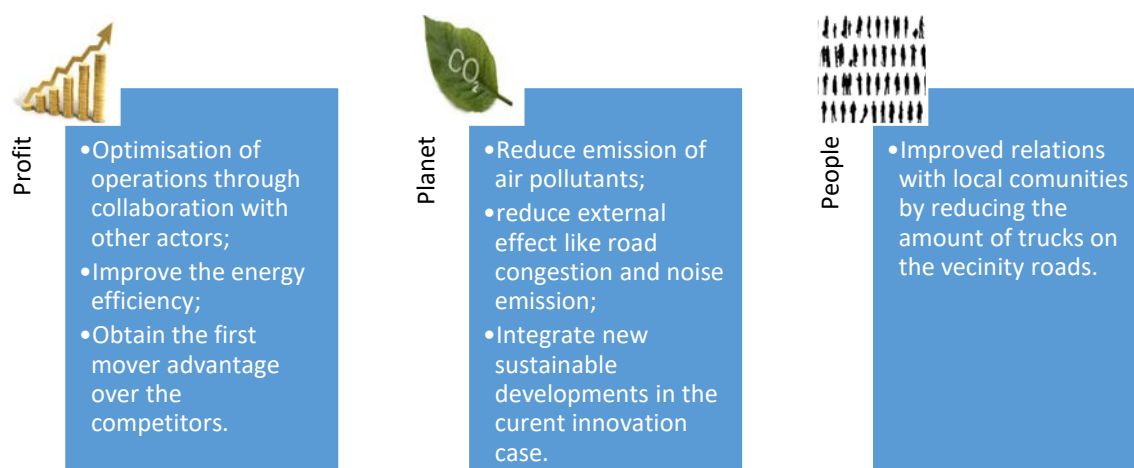 Profit
•Optimisation of
operations through
collaboration with
other actors;
•Improve the energy
efficiency;
•Obtain the first
mover advantage
over the
competitors.
CO₂
Planet
•Reduce emission of
air pollutants;
•reduce external
effect like road
congestion and noise
emission;
•Integrate new
sustainable
developments in the
curent innovation
case.
People
•Improved relations
with local comunities
by reducing the
amount of trucks on
the vecinity roads.